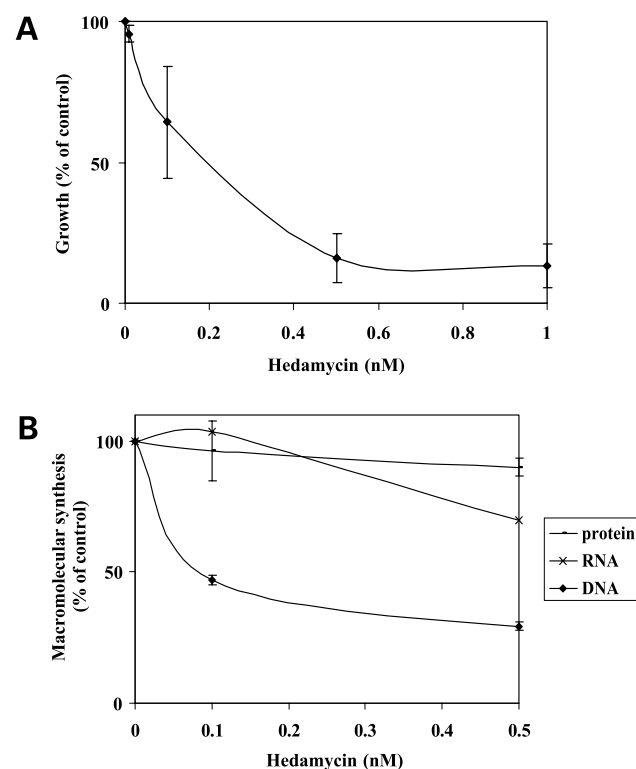 A
Growth (% of control)
100
50
0
0 0.2 0.4 0.6 0.8 1
Hedamycin (nM)
B
Macromolecular synthesis
(% of control)
100
50
0
0 0.1 0.2 0.3 0.4 0.5
Hedamycin (nM)
protein
RNA
DNA